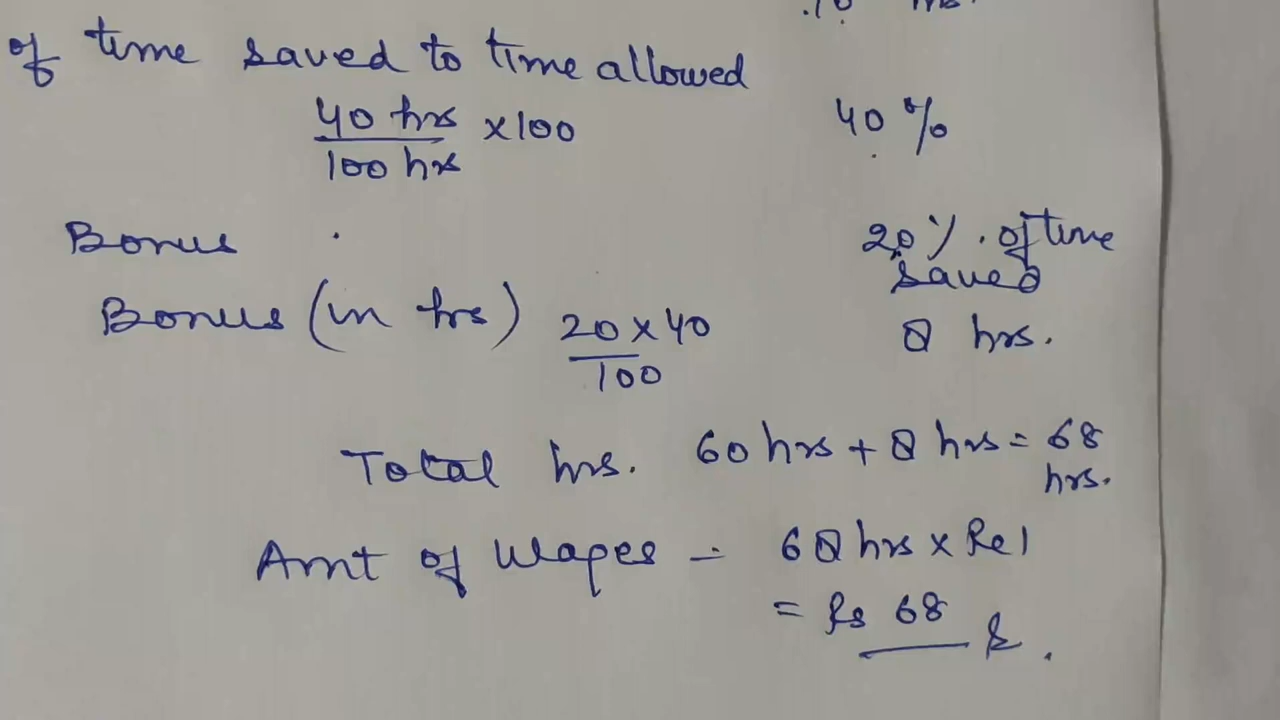 of time saved to time allowed
40 hrs
100 hr
x100
40 %
Bonus
20 % of time
saved
Bonus (in hrs)
20 x 40
100
8 hrs.
Total hrs. 60 hrs + 8 hrs = 68
hrs.
Amt of Wages - 68 hrs x Re 1
= Rs 68